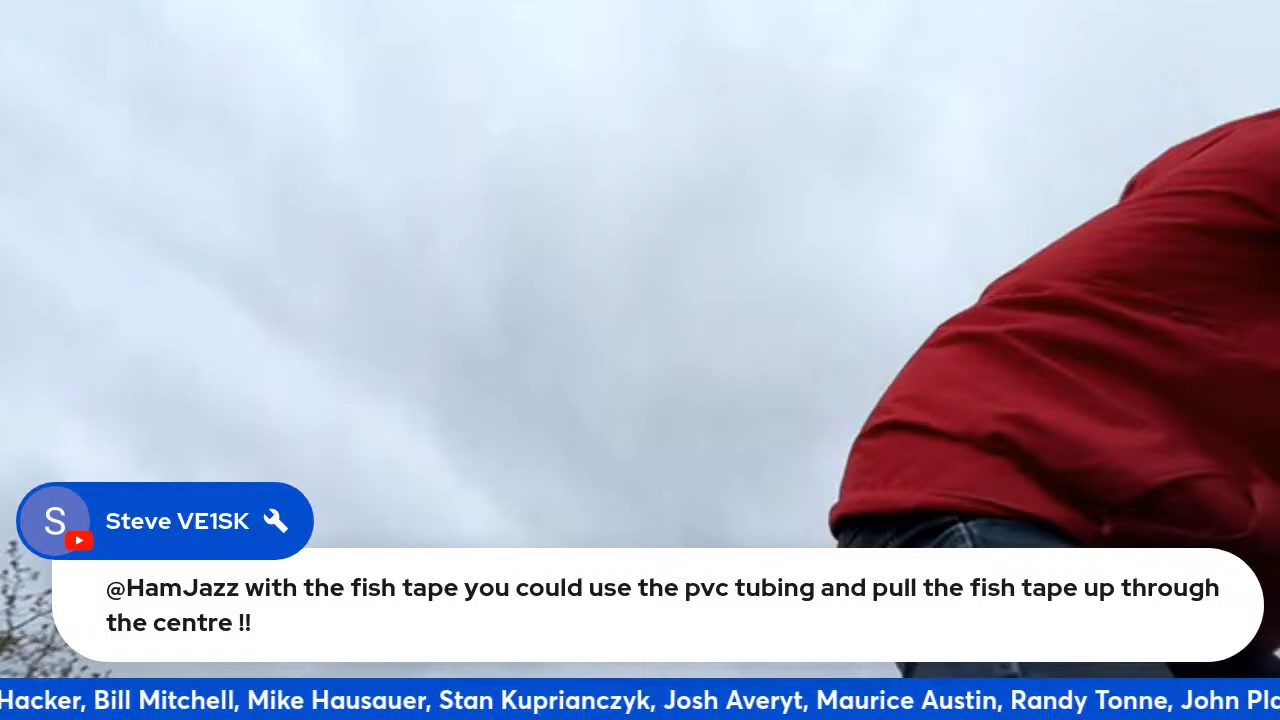 S
Steve VE1SK
@HamJazz with the fish tape you could use the pvc tubing and pull the fish tape up through
the centre !!
Hacker, Bill Mitchell, Mike Hausauer, Stan Kuprianczyk, Josh Averyt, Maurice Austin, Randy Tonne, John